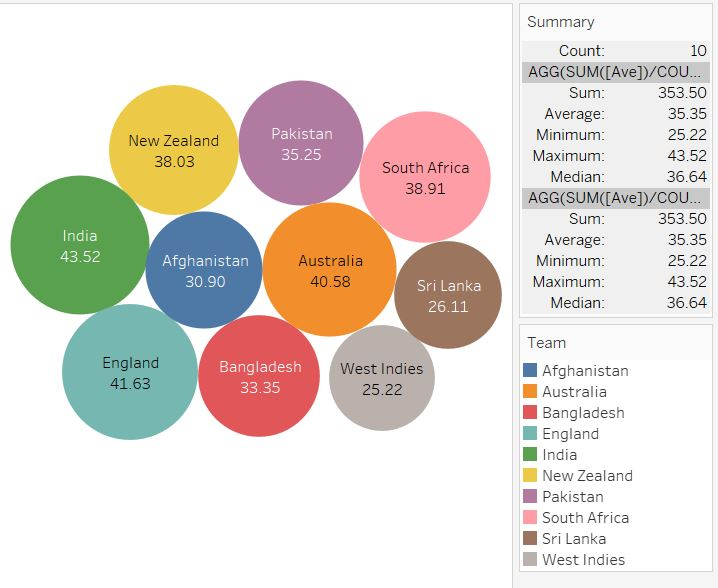 New Zealand
38.03
Pakistan
35.25
South Africa
38.91
India
43.52
Afghanistan
30.90
Australia
40.58
Sri Lanka
26.11
England
41.63
Bangladesh
33.35
West Indies
25.22
Summary
Count: 10
AGG(SUM([Ave])/COU...
Sum: 353.50
Average: 35.35
Minimum: 25.22
Maximum: 43.52
Median: 36.64
AGG(SUM([Ave])/COU...
Sum: 353.50
Average: 35.35
Minimum: 25.22
Maximum: 43.52
Median: 36.64
Team
Afghanistan
Australia
Bangladesh
England
India
New Zealand
Pakistan
South Africa
Sri Lanka
West Indies